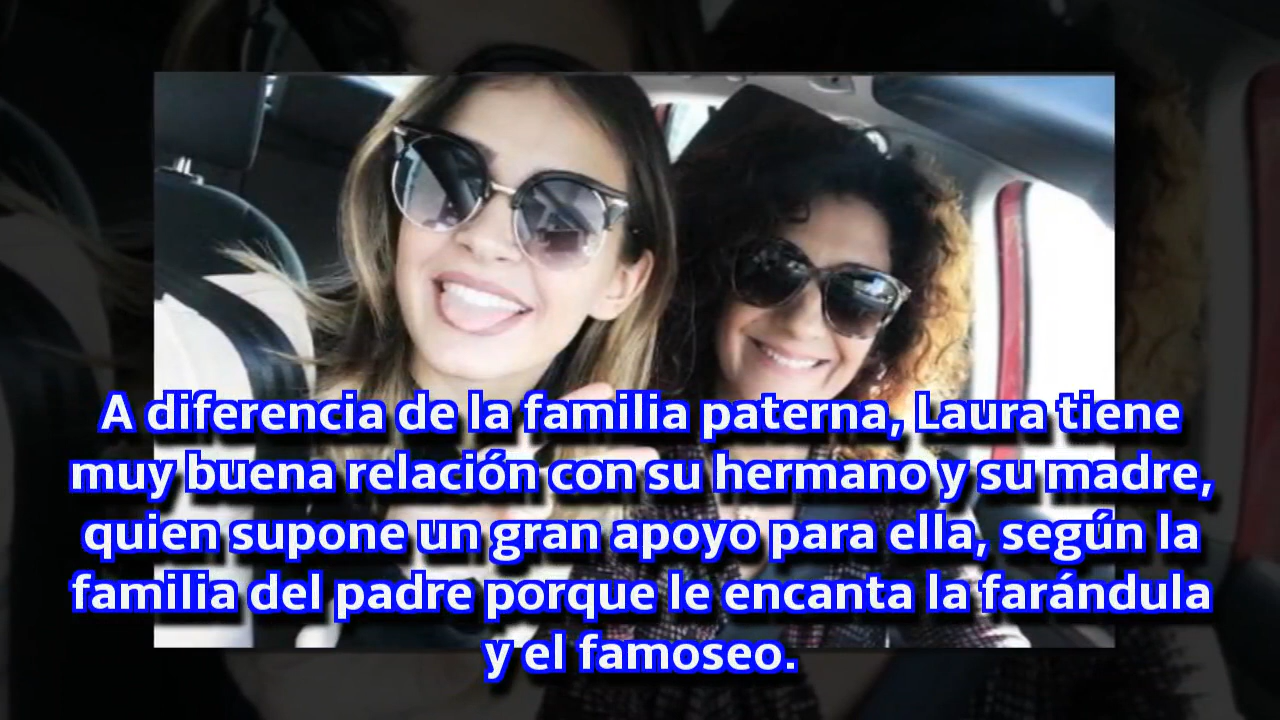 A diferencia de la familia paterna, Laura tiene
muy buena relación con su hermano y su madre,
quien supone un gran apoyo para ella, según la
familia del padre porque le encanta la farándula
y el famoseo.